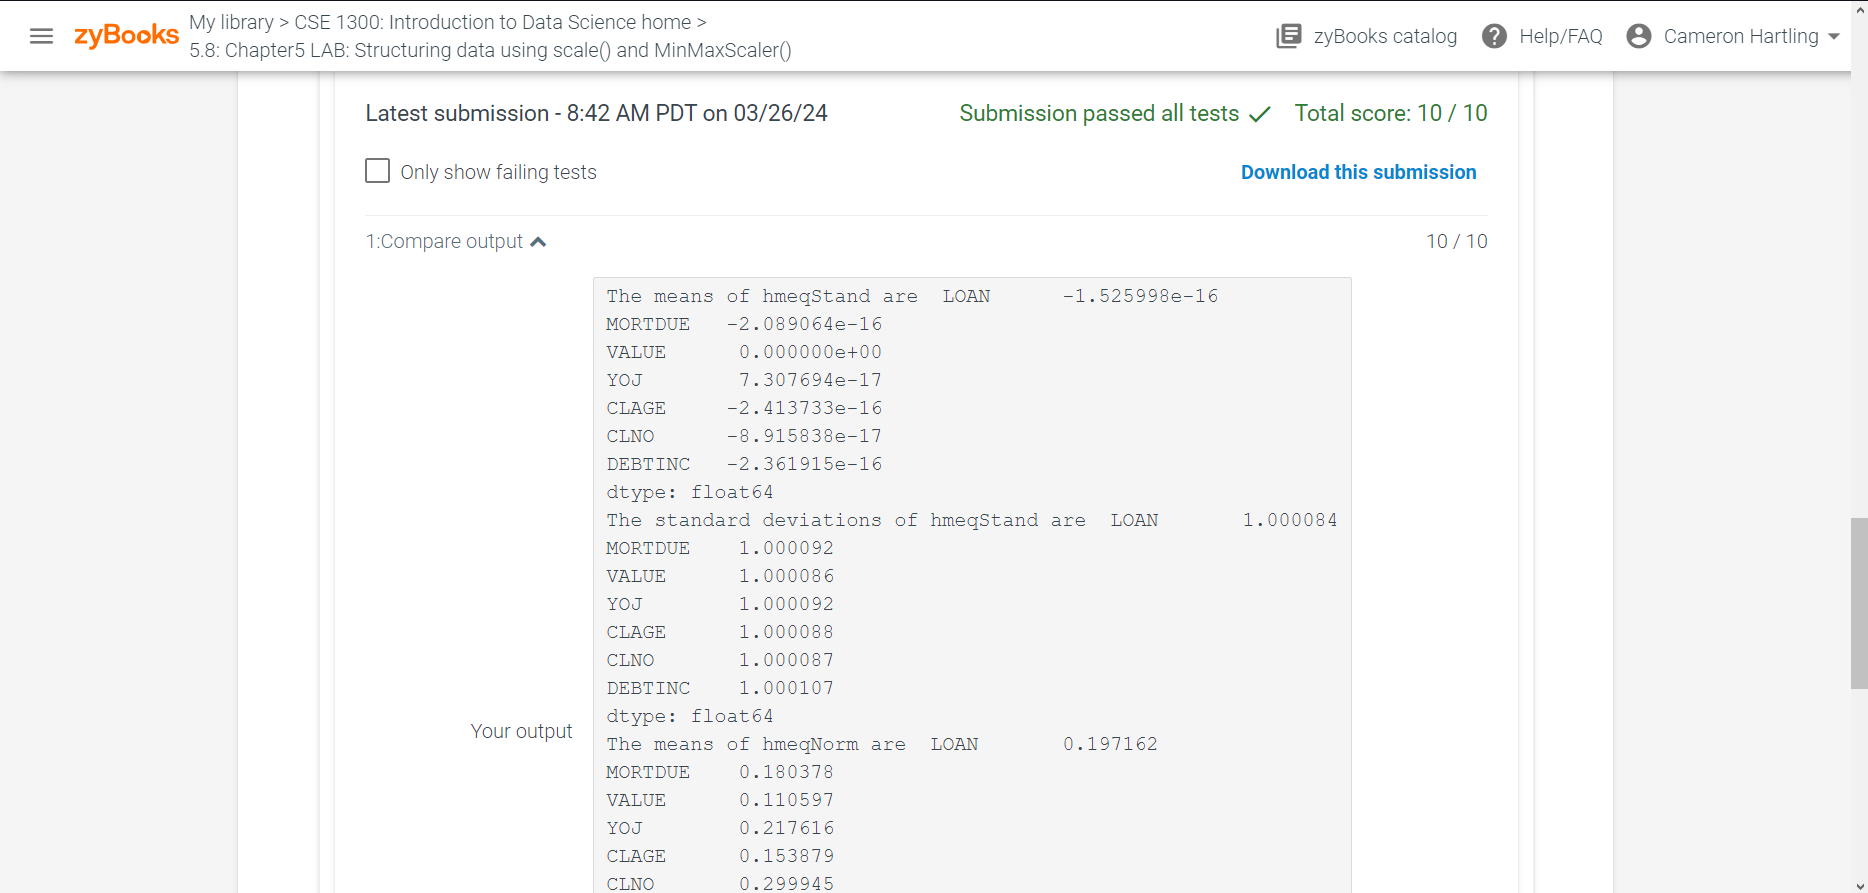 zyBooks
My library > CSE 1300: Introduction to Data Science home >
5.8: Chapter5 LAB: Structuring data using scale() and MinMaxScaler()
zyBooks catalog
Help/FAQ
Cameron Hartling
Latest submission - 8:42 AM PDT on 03/26/24
Submission passed all tests
Total score: 10 / 10
Only show failing tests
Download this submission
1:Compare output
10 / 10
Your output
The means of hmeqStand are  LOAN      -1.525998e-16
MORTDUE   -2.089064e-16
VALUE      0.000000e+00
YOJ        7.307694e-17
CLAGE     -2.413733e-16
CLNO      -8.915838e-17
DEBTINC   -2.361915e-16
dtype: float64
The standard deviations of hmeqStand are  LOAN       1.000084
MORTDUE    1.000092
VALUE      1.000086
YOJ        1.000092
CLAGE      1.000088
CLNO       1.000087
DEBTINC    1.000107
dtype: float64
The means of hmeqNorm are  LOAN       0.197162
MORTDUE    0.180378
VALUE      0.110597
YOJ        0.217616
CLAGE      0.153879
CLNO       0.299945